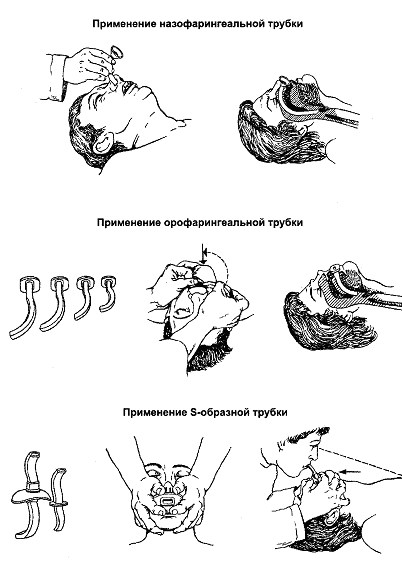 Применение назофарингеальной трубки
Применение орофарингеальной трубки
Применение S-образной трубки